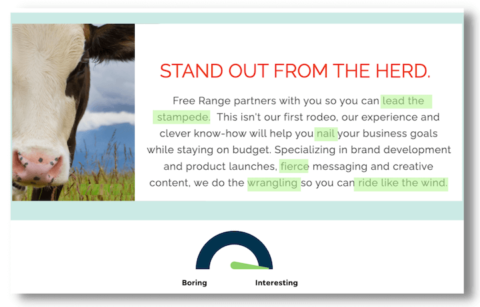 STAND OUT FROM THE HERD.
Free Range partners with you so you can lead the
stampede. This isn't our first rodeo, our experience and
clever know-how will help you nail your business goals
while staying on budget. Specializing in brand development
and product launches, fierce messaging and creative
content, we do the wrangling so you can ride like the wind.
Boring Interesting